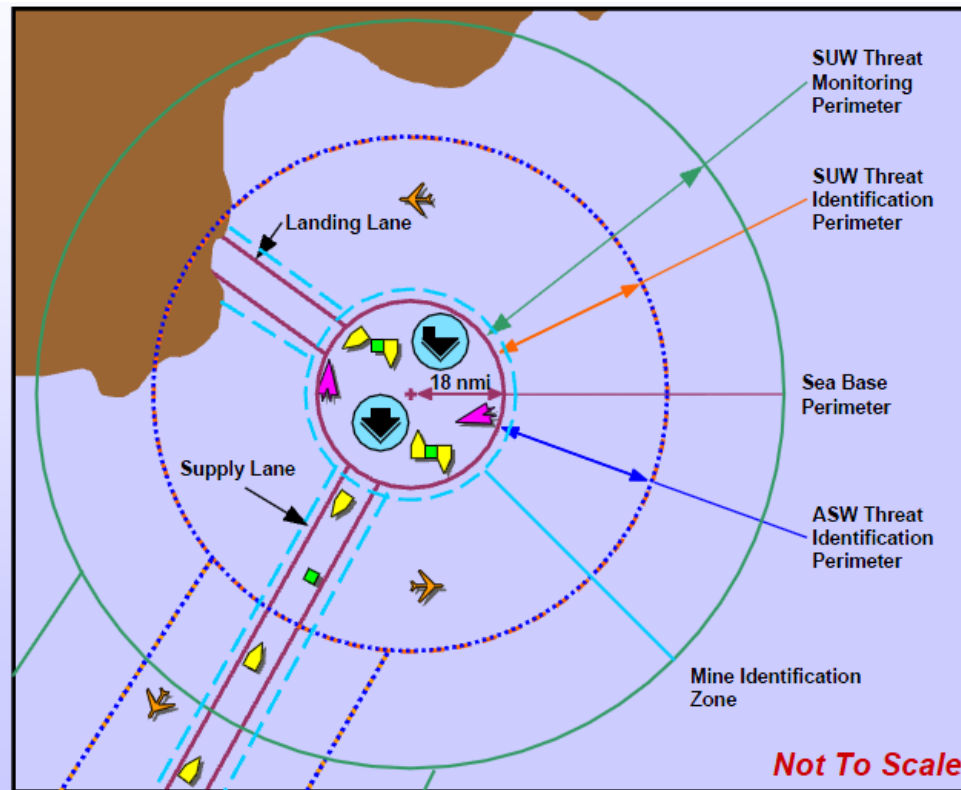 SUW Threat
Monitoring
Perimeter
SUW Threat
Identification
Perimeter
Landing Lane
18 nmi
Sea Base
Perimeter
Supply Lane
ASW Threat
Identification
Perimeter
Mine Identification
Zone
Not To Scale